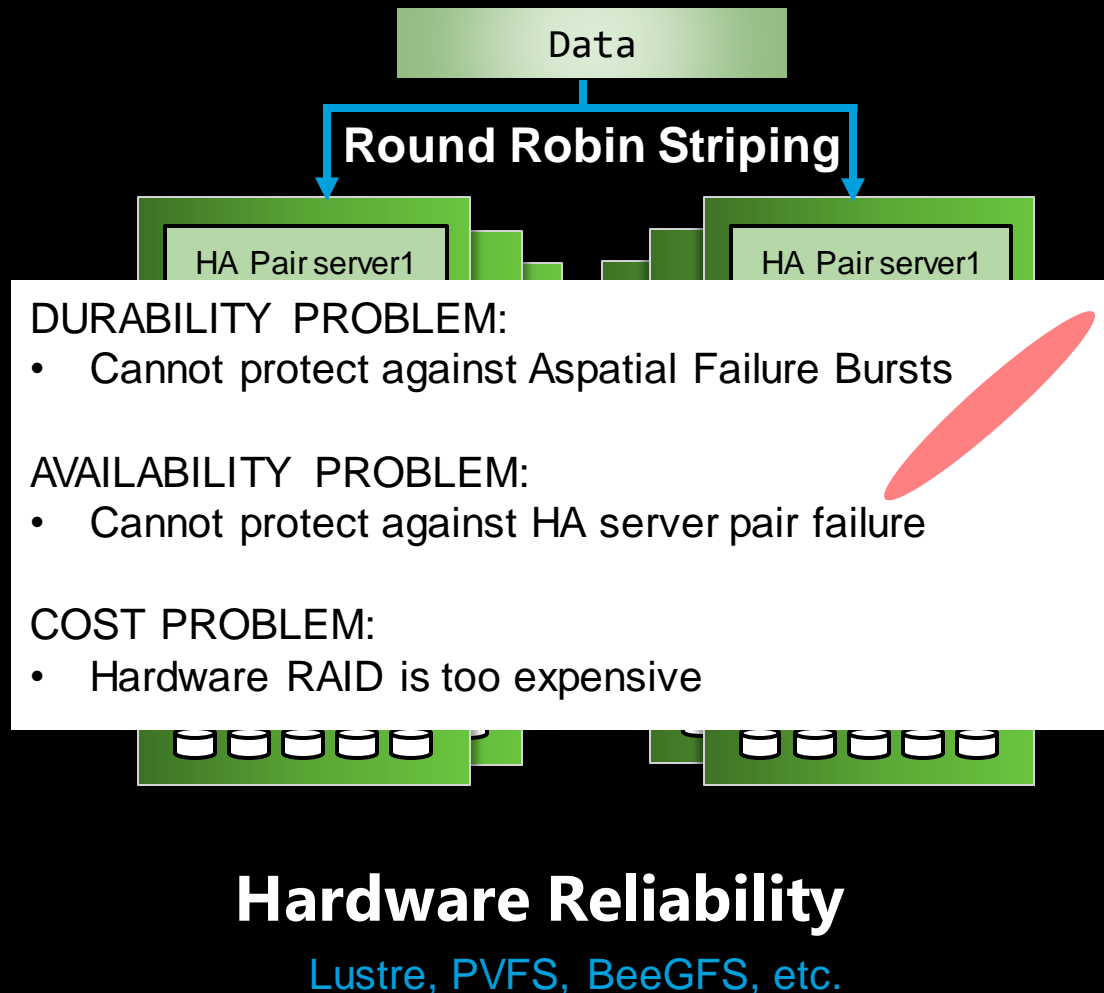 Data
Round Robin Striping
HA Pair server1
HA Pair server1
DURABILITY PROBLEM:
• Cannot protect against Aspatial Failure Bursts
AVAILABILITY PROBLEM:
• Cannot protect against HA server pair failure
COST PROBLEM:
• Hardware RAID is too expensive
Hardware Reliability
Lustre, PVFS, BeeGFS, etc.